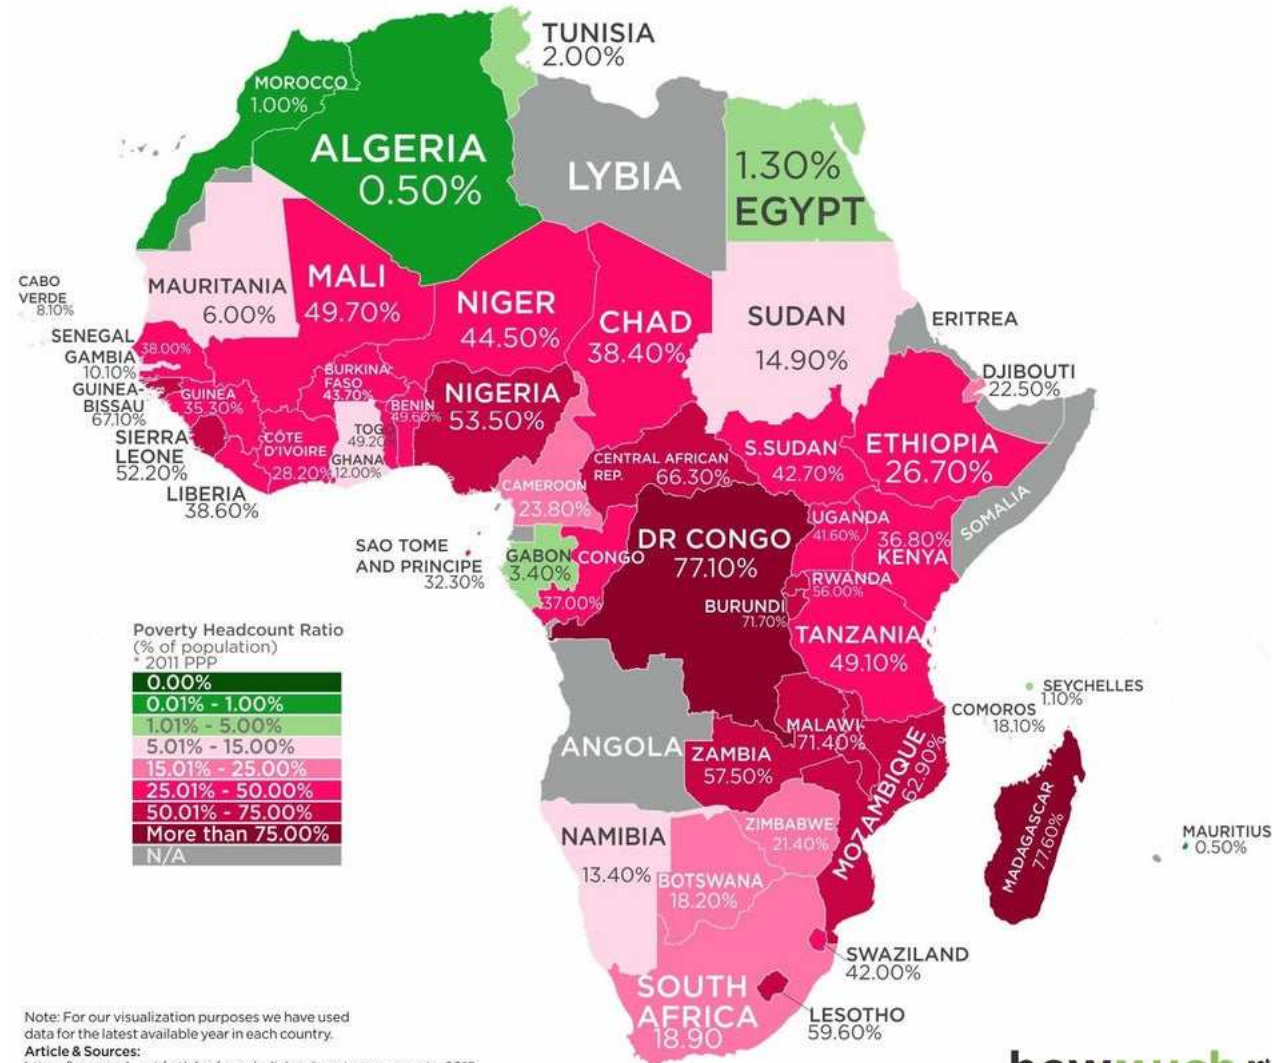 TUNISIA
2.00%
MOROCCO
1.00%
ALGERIA
0.50%
LYBIA
1.30%
EGYPT
CABO
VERDE
8.10%
MAURITANIA
6.00%
MALI
49.70%
NIGER
44.50%
CHAD
38.40%
SUDAN
14.90%
ERITREA
DJIBOUTI
22.50%
SENEGAL
38.00%
GAMBIA
10.10%
GUINEA-
BISSAU
67.10%
GUINEA
35.30%
SIERRA
LEONE
52.20%
LIBERIA
38.60%
CÔTE
D'IVOIRE
28.20%
BURKINA
FASO
43.70%
TOGO
49.20%
GHANA
12.00%
BENIN
49.60%
NIGERIA
53.50%
CAMEROON
23.80%
CENTRAL AFRICAN
REP. 66.30%
S.SUDAN
42.70%
ETHIOPIA
26.70%
SOMALIA
UGANDA
41.60%
36.80%
KENYA
RWANDA
56.00%
BURUNDI
71.70%
TANZANIA
49.10%
SAO TOME
AND PRINCIPE
32.30%
GABON
3.40%
CONGO
37.00%
DR CONGO
77.10%
SEYCHELLES
1.10%
COMOROS
18.10%
ANGOLA
ZAMBIA
57.50%
MALAWI
71.40%
MOZAMBIQUE
62.90%
MADAGASCAR
77.60%
MAURITIUS
0.50%
NAMIBIA
13.40%
BOTSWANA
18.20%
ZIMBABWE
21.40%
SWAZILAND
42.00%
LESOTHO
59.60%
SOUTH
AFRICA
18.90
Poverty Headcount Ratio
(% of population)
* 2011 PPP
0.00%
0.01% - 1.00%
1.01% - 5.00%
5.01% - 15.00%
15.01% - 25.00%
25.01% - 50.00%
50.01% - 75.00%
More than 75.00%
N/A
Note: For our visualization purposes we have used
data for the latest available year in each country.
Article & Sources: